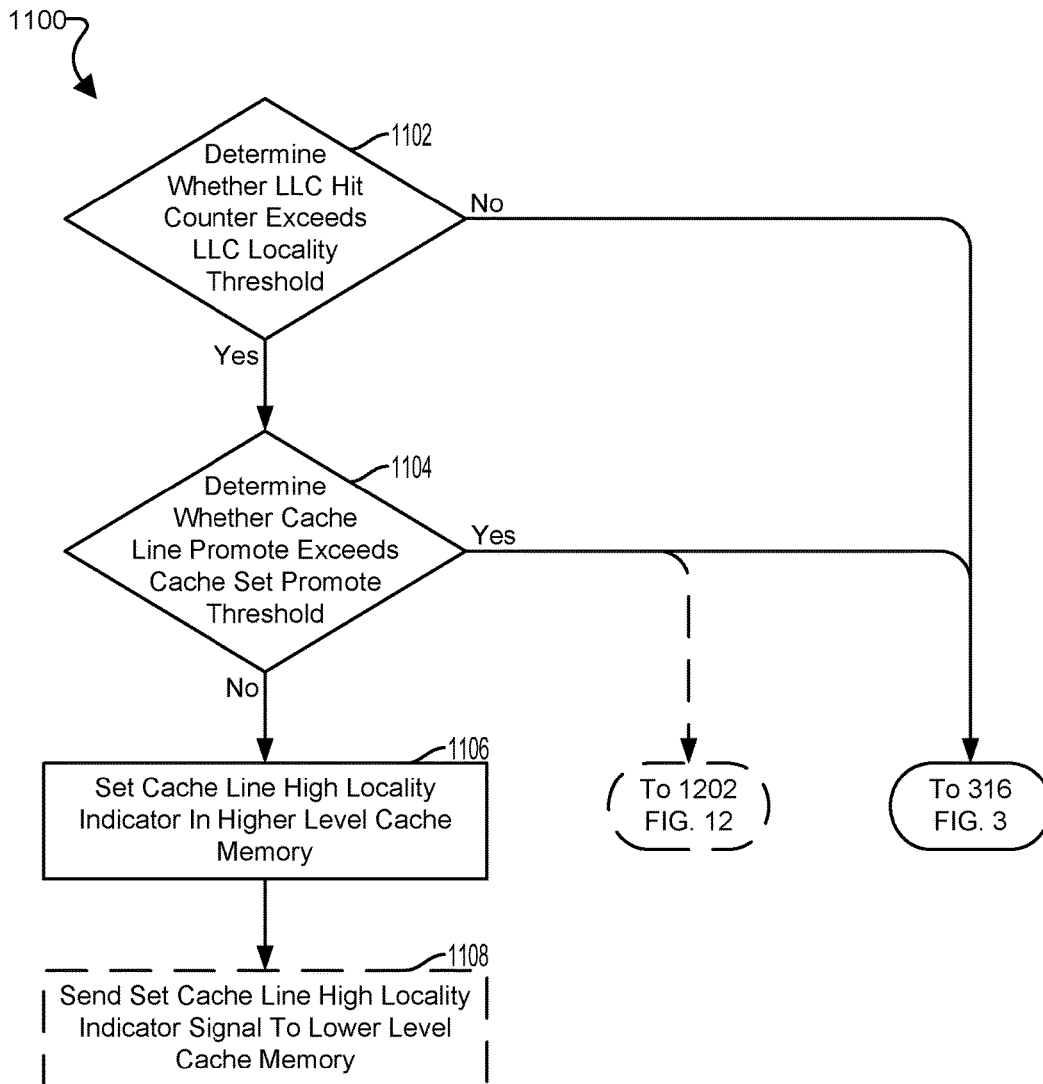 1100
1102
Determine
Whether LLC Hit
Counter Exceeds
LLC Locality
Threshold
No
Yes
1104
Determine
Whether Cache
Line Promote Exceeds
Cache Set Promote
Threshold
Yes
No
1106
Set Cache Line High Locality
Indicator In Higher Level Cache
Memory
To 1202
FIG. 12
To 316
FIG. 3
1108
Send Set Cache Line High Locality
Indicator Signal To Lower Level
Cache Memory